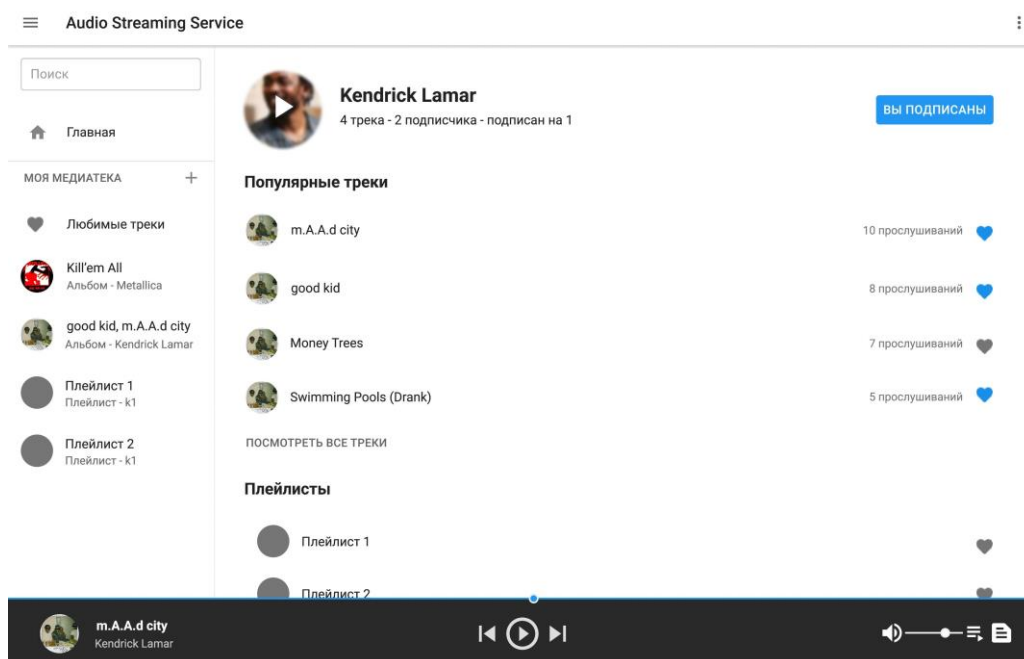 Audio Streaming Service
Поиск
Главная
МОЯ МЕДИАТЕКА
Любимые треки
Kill'em All
Альбом - Metallica
good kid, m.A.A.d city
Альбом - Kendrick Lamar
Плейлист 1
Плейлист - k1
Плейлист 2
Плейлист - k1
Kendrick Lamar
4 трека - 2 подписчика - подписан на 1
ВЫ ПОДПИСАНЫ
Популярные треки
m.A.A.d city 10 прослушиваний
good kid 8 прослушиваний
Money Trees 7 прослушиваний
Swimming Pools (Drank) 5 прослушиваний
ПОСМОТРЕТЬ ВСЕ ТРЕКИ
Плейлисты
Плейлист 1
Плейлист 2
m.A.A.d city
Kendrick Lamar